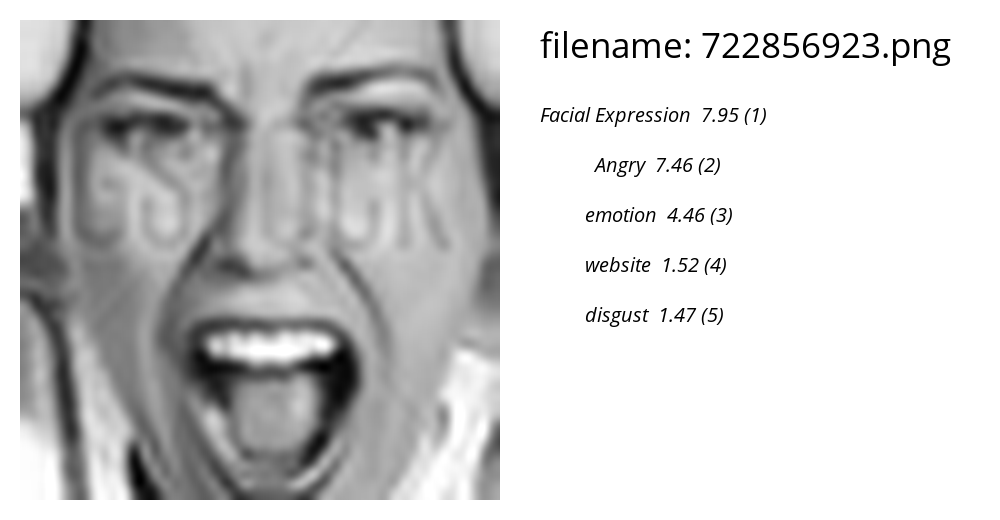 filename: 722856923.png
Facial Expression 7.95 (1)
Angry 7.46 (2)
emotion 4.46 (3)
website 1.52 (4)
disgust 1.47 (5)